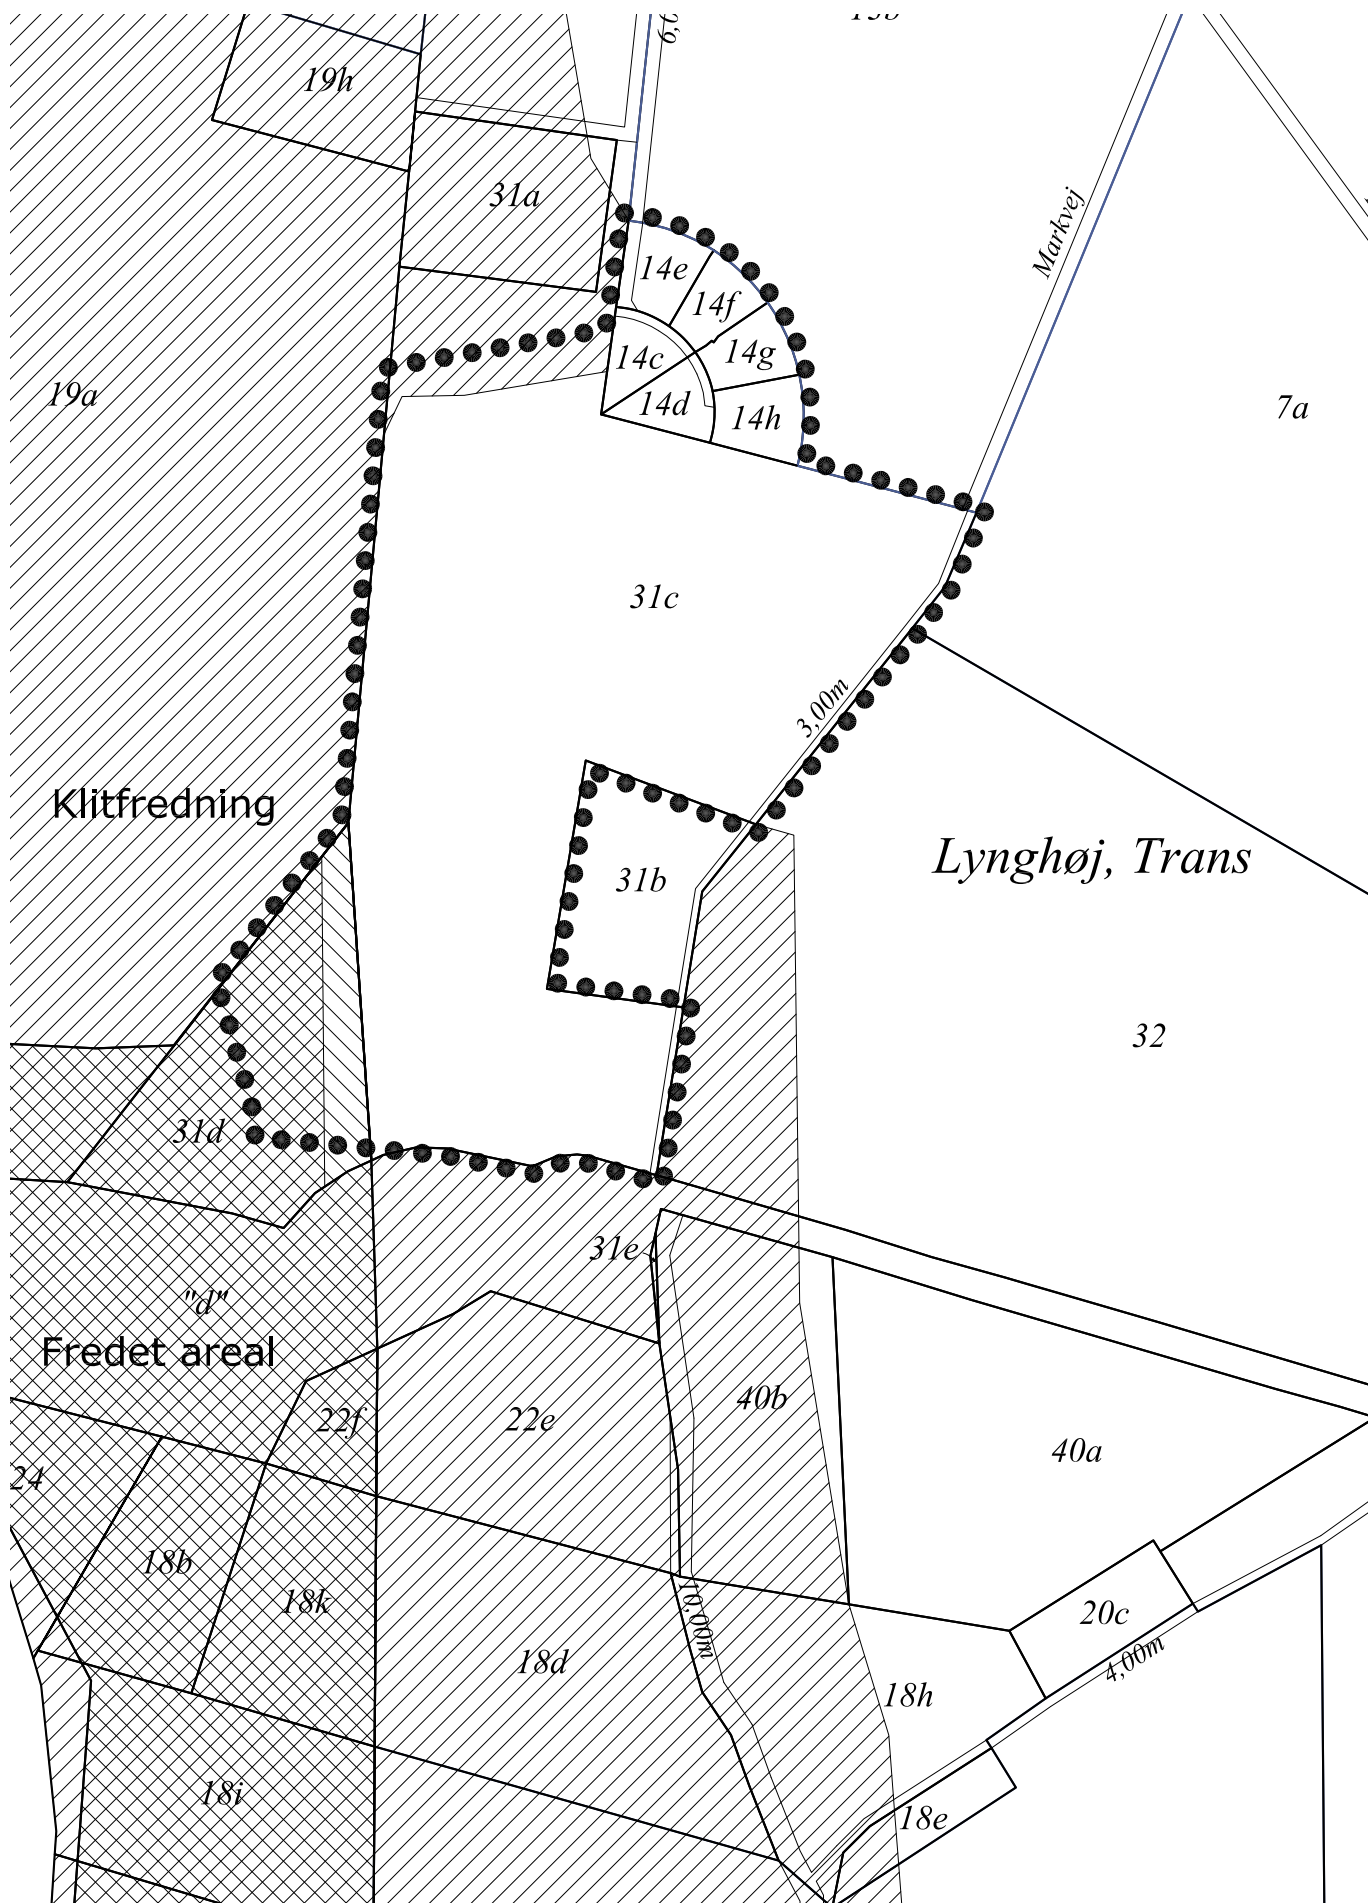 19h
31a
Markvej
14e
14f
14c
14g
14d
14h
19a
7a
31c
3,00m
Klitfredning
Lynghøj, Trans
31b
32
31d
31e
"d"
Fredet areal
40b
22f
22e
40a
24
18b
18k
20c
10,00m
18d
4,00m
18h
18i
18e